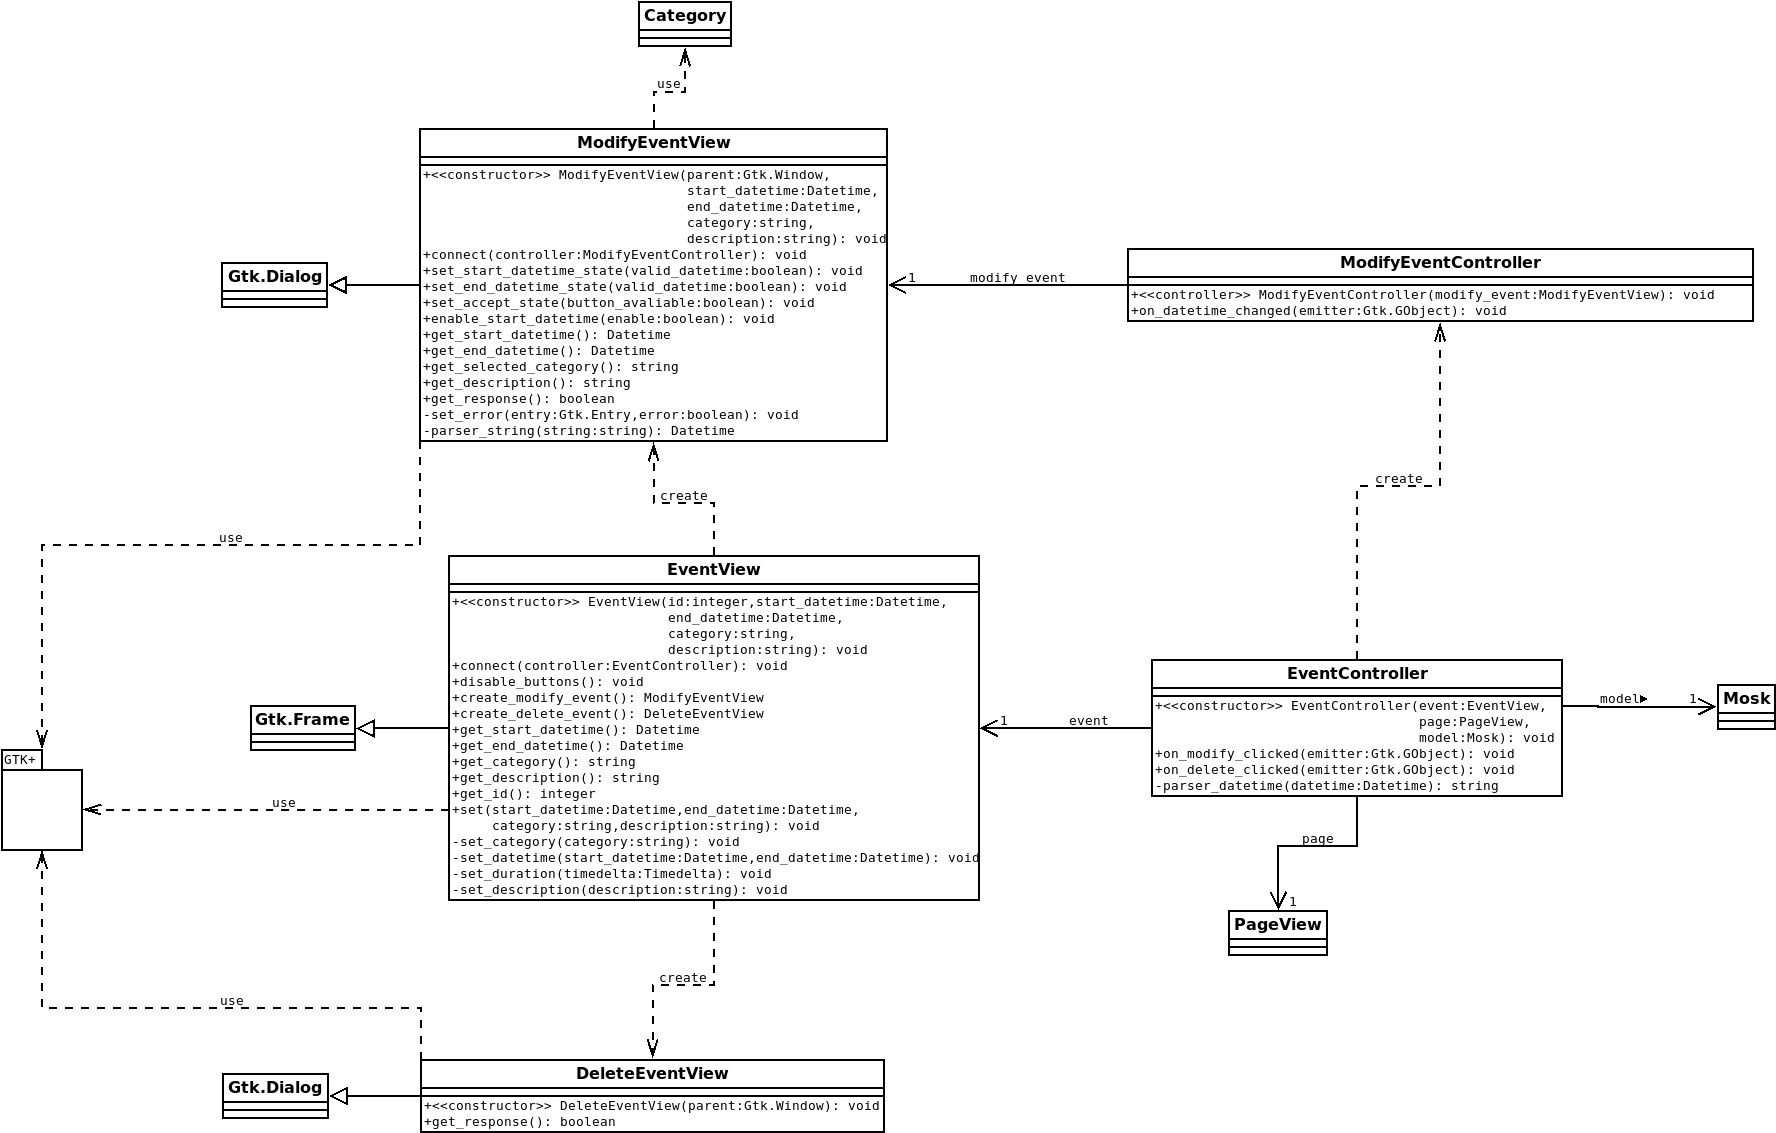 Category
use
ModifyEventView
+<<constructor>> ModifyEventView(parent:Gtk.Window,
start_datetime:Datetime,
end_datetime:Datetime,
category:string,
description:string): void
+connect(controller:ModifyEventController): void
+set_start_datetime_state(valid_datetime:boolean): void
+set_end_datetime_state(valid_datetime:boolean): void
+set_accept_state(button_avaliable:boolean): void
+enable_start_datetime(enable:boolean): void
+get_start_datetime(): Datetime
+get_end_datetime(): Datetime
+get_selected_category(): string
+get_description(): string
+get_response(): boolean
-set_error(entry:Gtk.Entry,error:boolean): void
-parser_string(string:string): Datetime
Gtk.Dialog
1
modify event
ModifyEventController
+<<controller>> ModifyEventController(modify_event:ModifyEventView): void
+on_datetime_changed(emitter:Gtk.GObject): void
create
create
use
EventView
+<<constructor>> EventView(id:integer,start_datetime:Datetime,
end_datetime:Datetime,
category:string,
description:string): void
+connect(controller:EventController): void
+disable_buttons(): void
+create_modify_event(): ModifyEventView
+create_delete_event(): DeleteEventView
+get_start_datetime(): Datetime
+get_end_datetime(): Datetime
+get_category(): string
+get_description(): string
+get_id(): integer
+set(start_datetime:Datetime,end_datetime:Datetime,
category:string,description:string): void
-set_category(category:string): void
-set_datetime(start_datetime:Datetime,end_datetime:Datetime): void
-set_duration(timedelta:Timedelta): void
-set_description(description:string): void
Gtk.Frame
GTK+
use
1
event
EventController
+<<constructor>> EventController(event:EventView,
page:PageView,
model:Mosk): void
+on_modify_clicked(emitter:Gtk.GObject): void
+on_delete_clicked(emitter:Gtk.GObject): void
-parser_datetime(datetime:Datetime): string
model
1
Mosk
page
1
PageView
create
use
Gtk.Dialog
DeleteEventView
+<<constructor>> DeleteEventView(parent:Gtk.Window): void
+get_response(): boolean